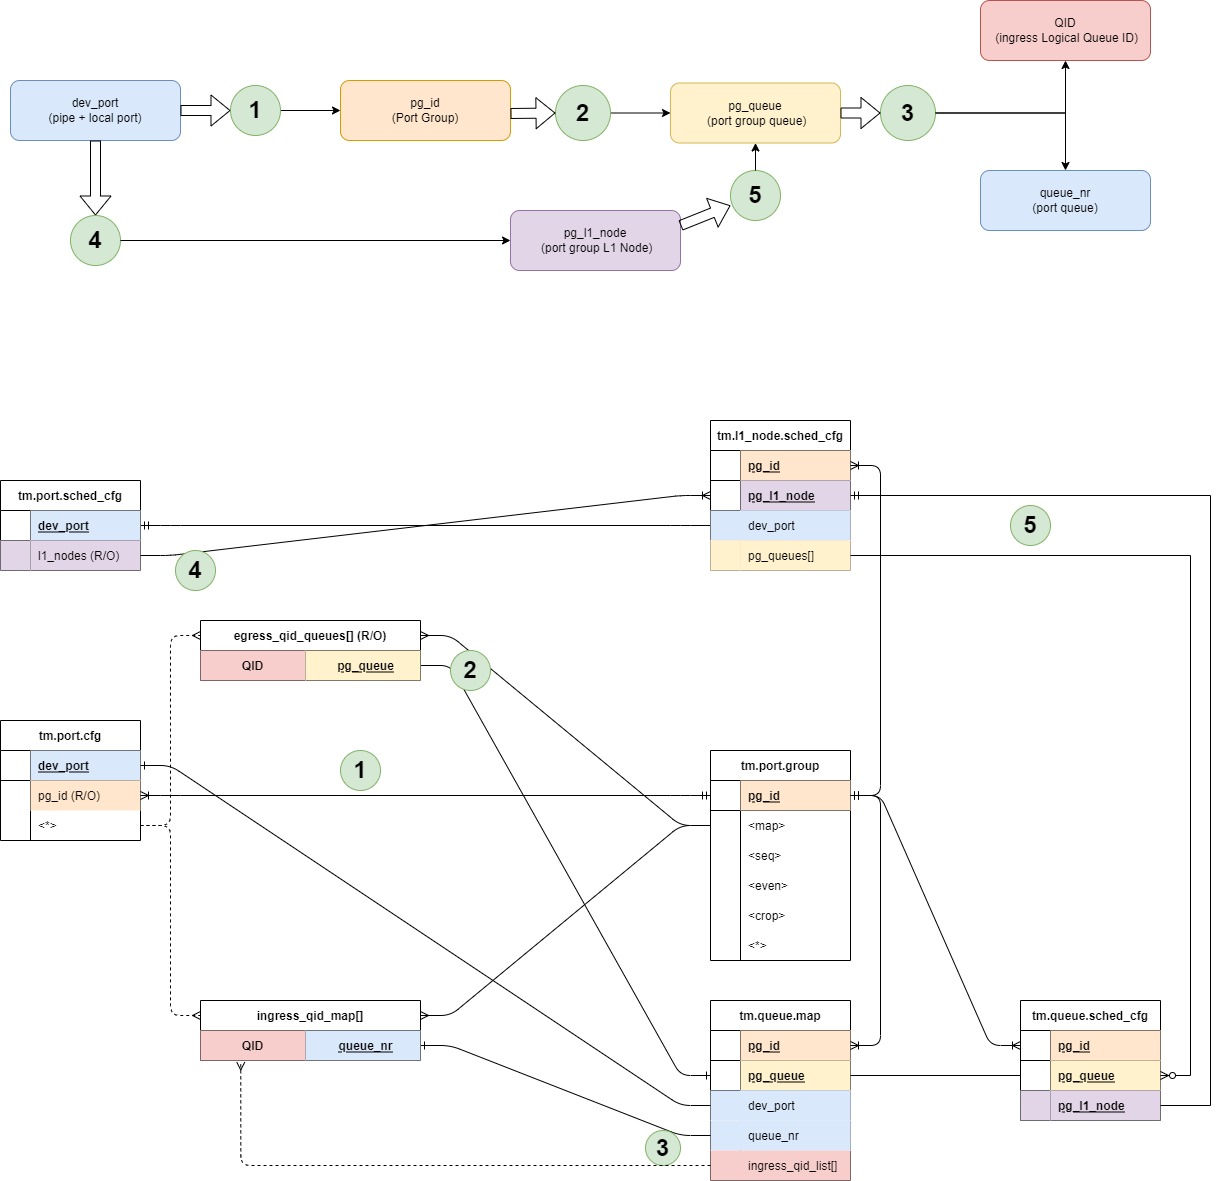 QID
(ingress Logical Queue ID)
dev_port
(pipe + local port)
1
pg_id
(Port Group)
2
pg_queue
(port group queue)
3
queue_nr
(port queue)
4
pg_l1_node
(port group L1 Node)
5
tm.l1_node.sched_cfg
pg_id
pg_l1_node
dev_port
pg_queues[]
tm.port.sched_cfg
dev_port
l1_nodes (R/O)
4
5
egress_qid_queues[] (R/O)
QID
pg_queue
2
tm.port.cfg
dev_port
pg_id (R/O)
<*>
1
tm.port.group
pg_id
<map>
<seq>
<even>
<crop>
<*>
ingress_qid_map[]
QID
queue_nr
3
tm.queue.map
pg_id
pg_queue
dev_port
queue_nr
ingress_qid_list[]
tm.queue.sched_cfg
pg_id
pg_queue
pg_l1_node